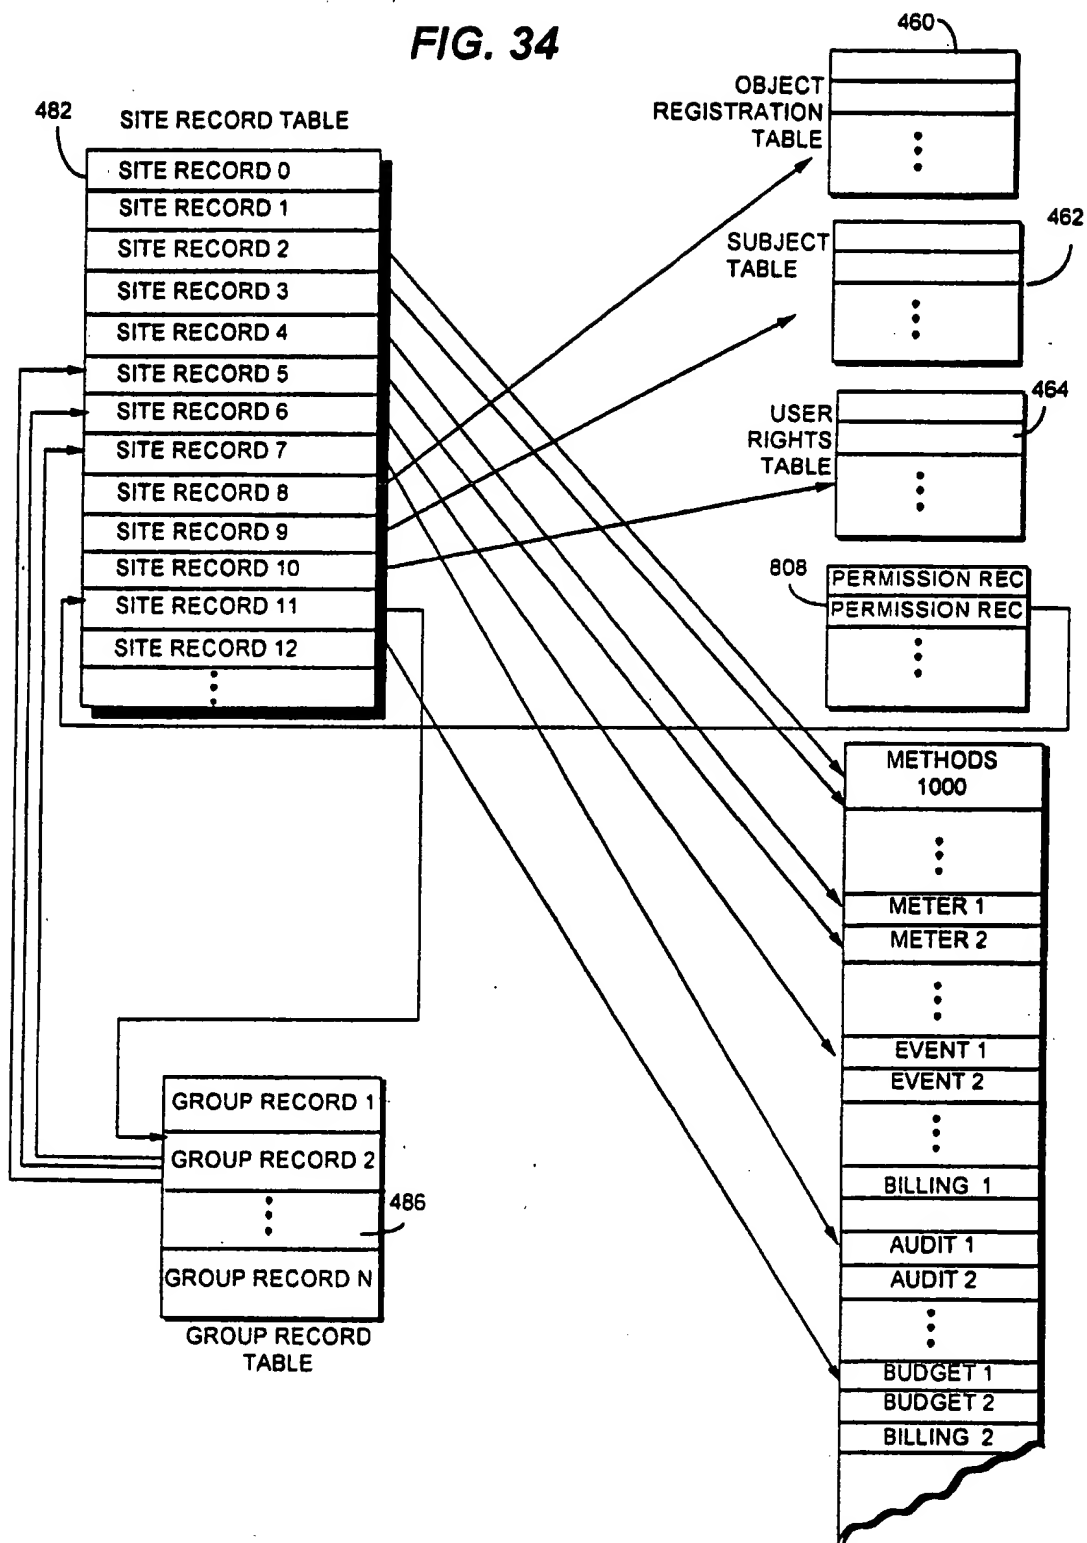 FIG. 34
460
OBJECT
REGISTRATION
TABLE
482
SITE RECORD TABLE
SITE RECORD 0
SITE RECORD 1
SITE RECORD 2
SITE RECORD 3
SITE RECORD 4
SITE RECORD 5
SITE RECORD 6
SITE RECORD 7
SITE RECORD 8
SITE RECORD 9
SITE RECORD 10
SITE RECORD 11
SITE RECORD 12
462
SUBJECT
TABLE
464
USER
RIGHTS
TABLE
808
PERMISSION REC
PERMISSION REC
METHODS
1000
METER 1
METER 2
EVENT 1
EVENT 2
BILLING 1
AUDIT 1
AUDIT 2
BUDGET 1
BUDGET 2
BILLING 2
GROUP RECORD 1
GROUP RECORD 2
486
GROUP RECORD N
GROUP RECORD
TABLE